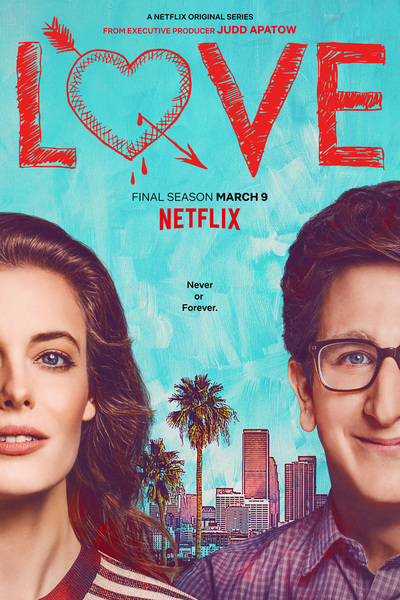 A NETFLIX ORIGINAL SERIES
FROM EXECUTIVE PRODUCER JUDD APATOW
LOVE
FINAL SEASON MARCH 9
NETFLIX
Never
or
Forever.